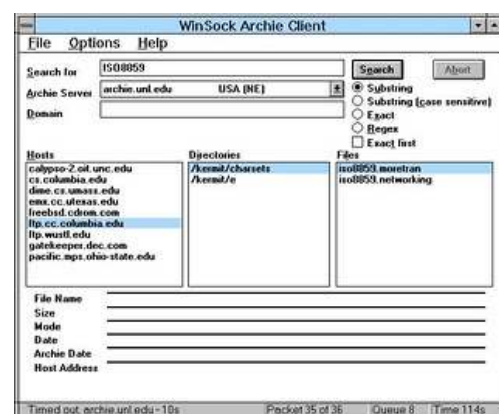 WinSock Archie Client
File Options Help
Search for ISO8859 Search Abort
Archie Server archie.unl.edu USA (NE) Substring
Domain Substring (case sensitive)
Exact
Regex
Exact first
Hosts Directories Files
calypso-2.oit.unc.edu /kermit/charsets iso8859.moretran
cs.columbia.edu /kermit/e iso8859.networking
dime.cs.umass.edu
emx.cc.utexas.edu
freebsd.cdrom.com
ftp.cc.columbia.edu
ftp.wustl.edu
gatekeeper.dec.com
pacific.mps.ohio-state.edu
File Name
Size
Mode
Date
Archie Date
Host Address
Timed out, archie.unl.edu-10s Packet 35 of 36 Queue 8 Time 114s